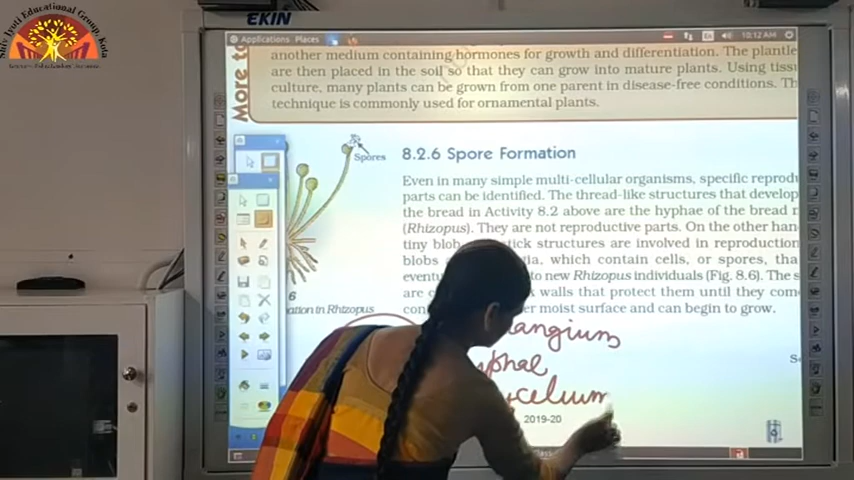 Shiv Jyoti Educational Group, Kota
EKIN
Applications Places
En
10:12 AM
More to
another medium containing hormones for growth and differentiation. The plantle
are then placed in the soil so that they can grow into mature plants. Using tissu
culture, many plants can be grown from one parent in disease-free conditions. Th
technique is commonly used for ornamental plants.
Spores
8.2.6 Spore Formation
Even in many simple multi-cellular organisms, specific reprodu
parts can be identified. The thread-like structures that develop
the bread in Activity 8.2 above are the hyphae of the bread
(Rhizopus). They are not reproductive parts. On the other han
tiny blob stick structures are involved in reproduction
blobs which contain cells, or spores, tha
eventu to new Rhizopus individuals (Fig. 8.6). The s
are walls that protect them until they com
con moist surface and can begin to grow.
6
ation in Rhizopus
angium
yphae
ycelium
2019-20